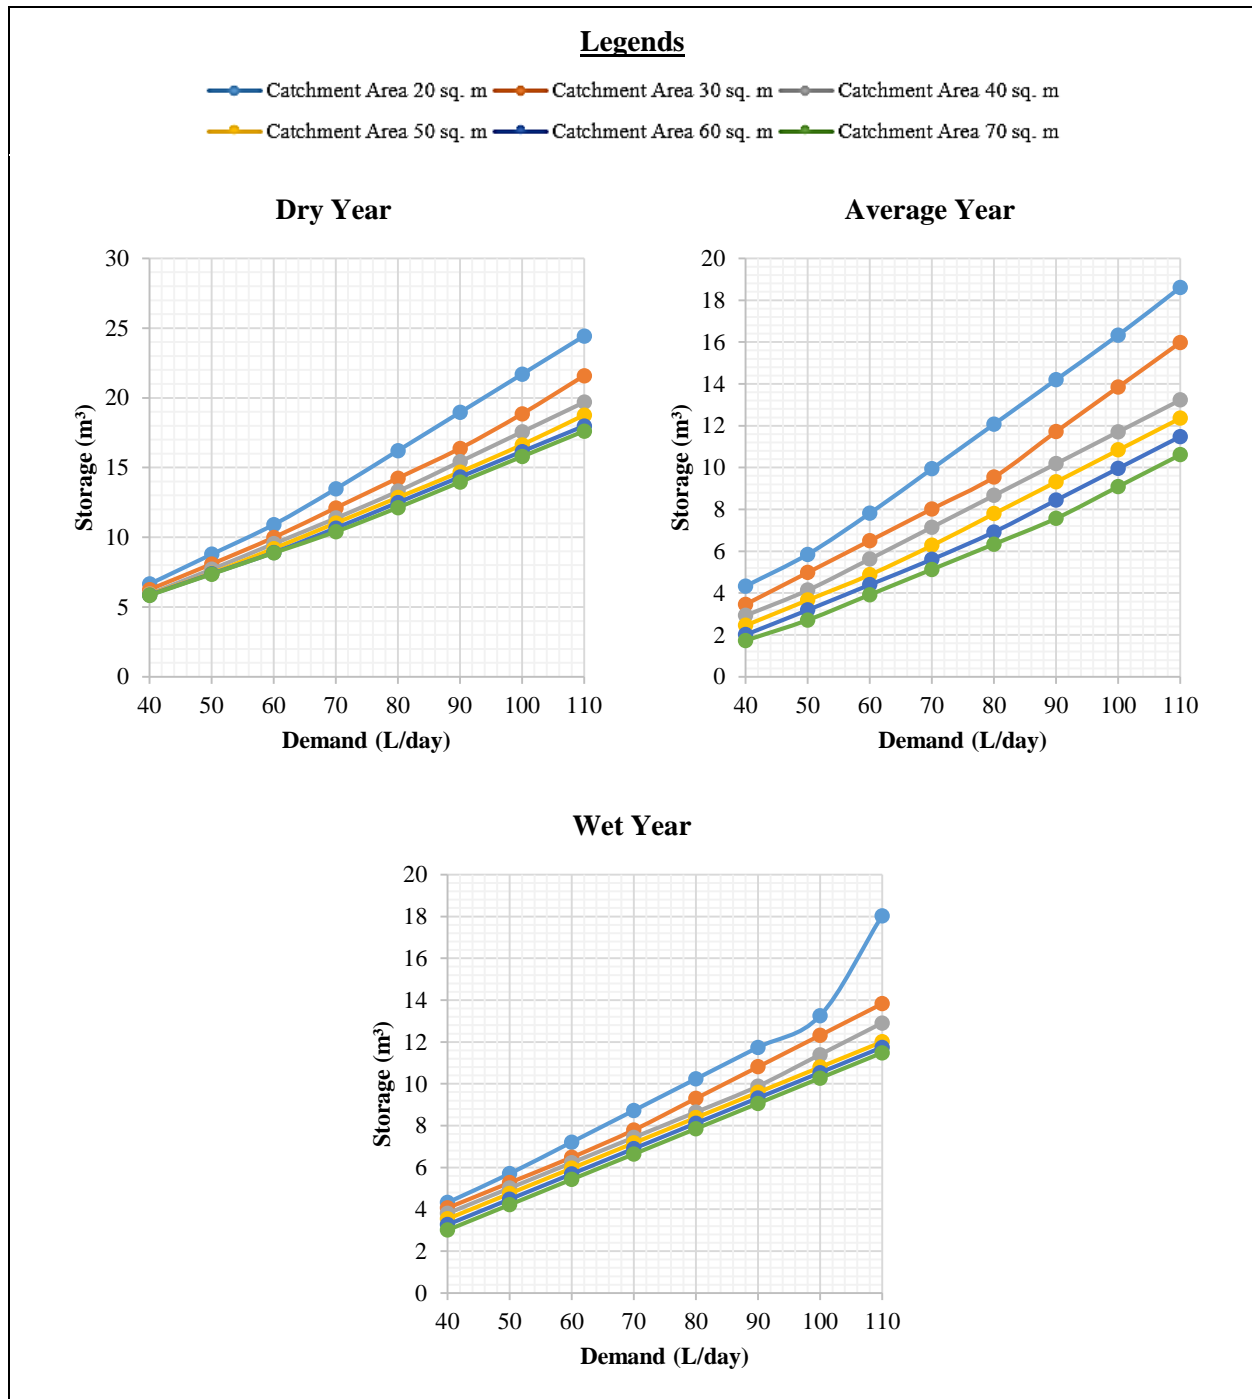 Legends
Catchment Area 20 sq. m Catchment Area 30 sq. m Catchment Area 40 sq. m
Catchment Area 50 sq. m Catchment Area 60 sq. m Catchment Area 70 sq. m
Dry Year
30
25
20
15
10
5
0
Storage (m³)
40 50 60 70 80 90 100 110
Demand (L/day)
Average Year
20
18
16
14
12
10
8
6
4
2
0
Storage (m³)
40 50 60 70 80 90 100 110
Demand (L/day)
Wet Year
20
18
16
14
12
10
8
6
4
2
0
Storage (m³)
40 50 60 70 80 90 100 110
Demand (L/day)